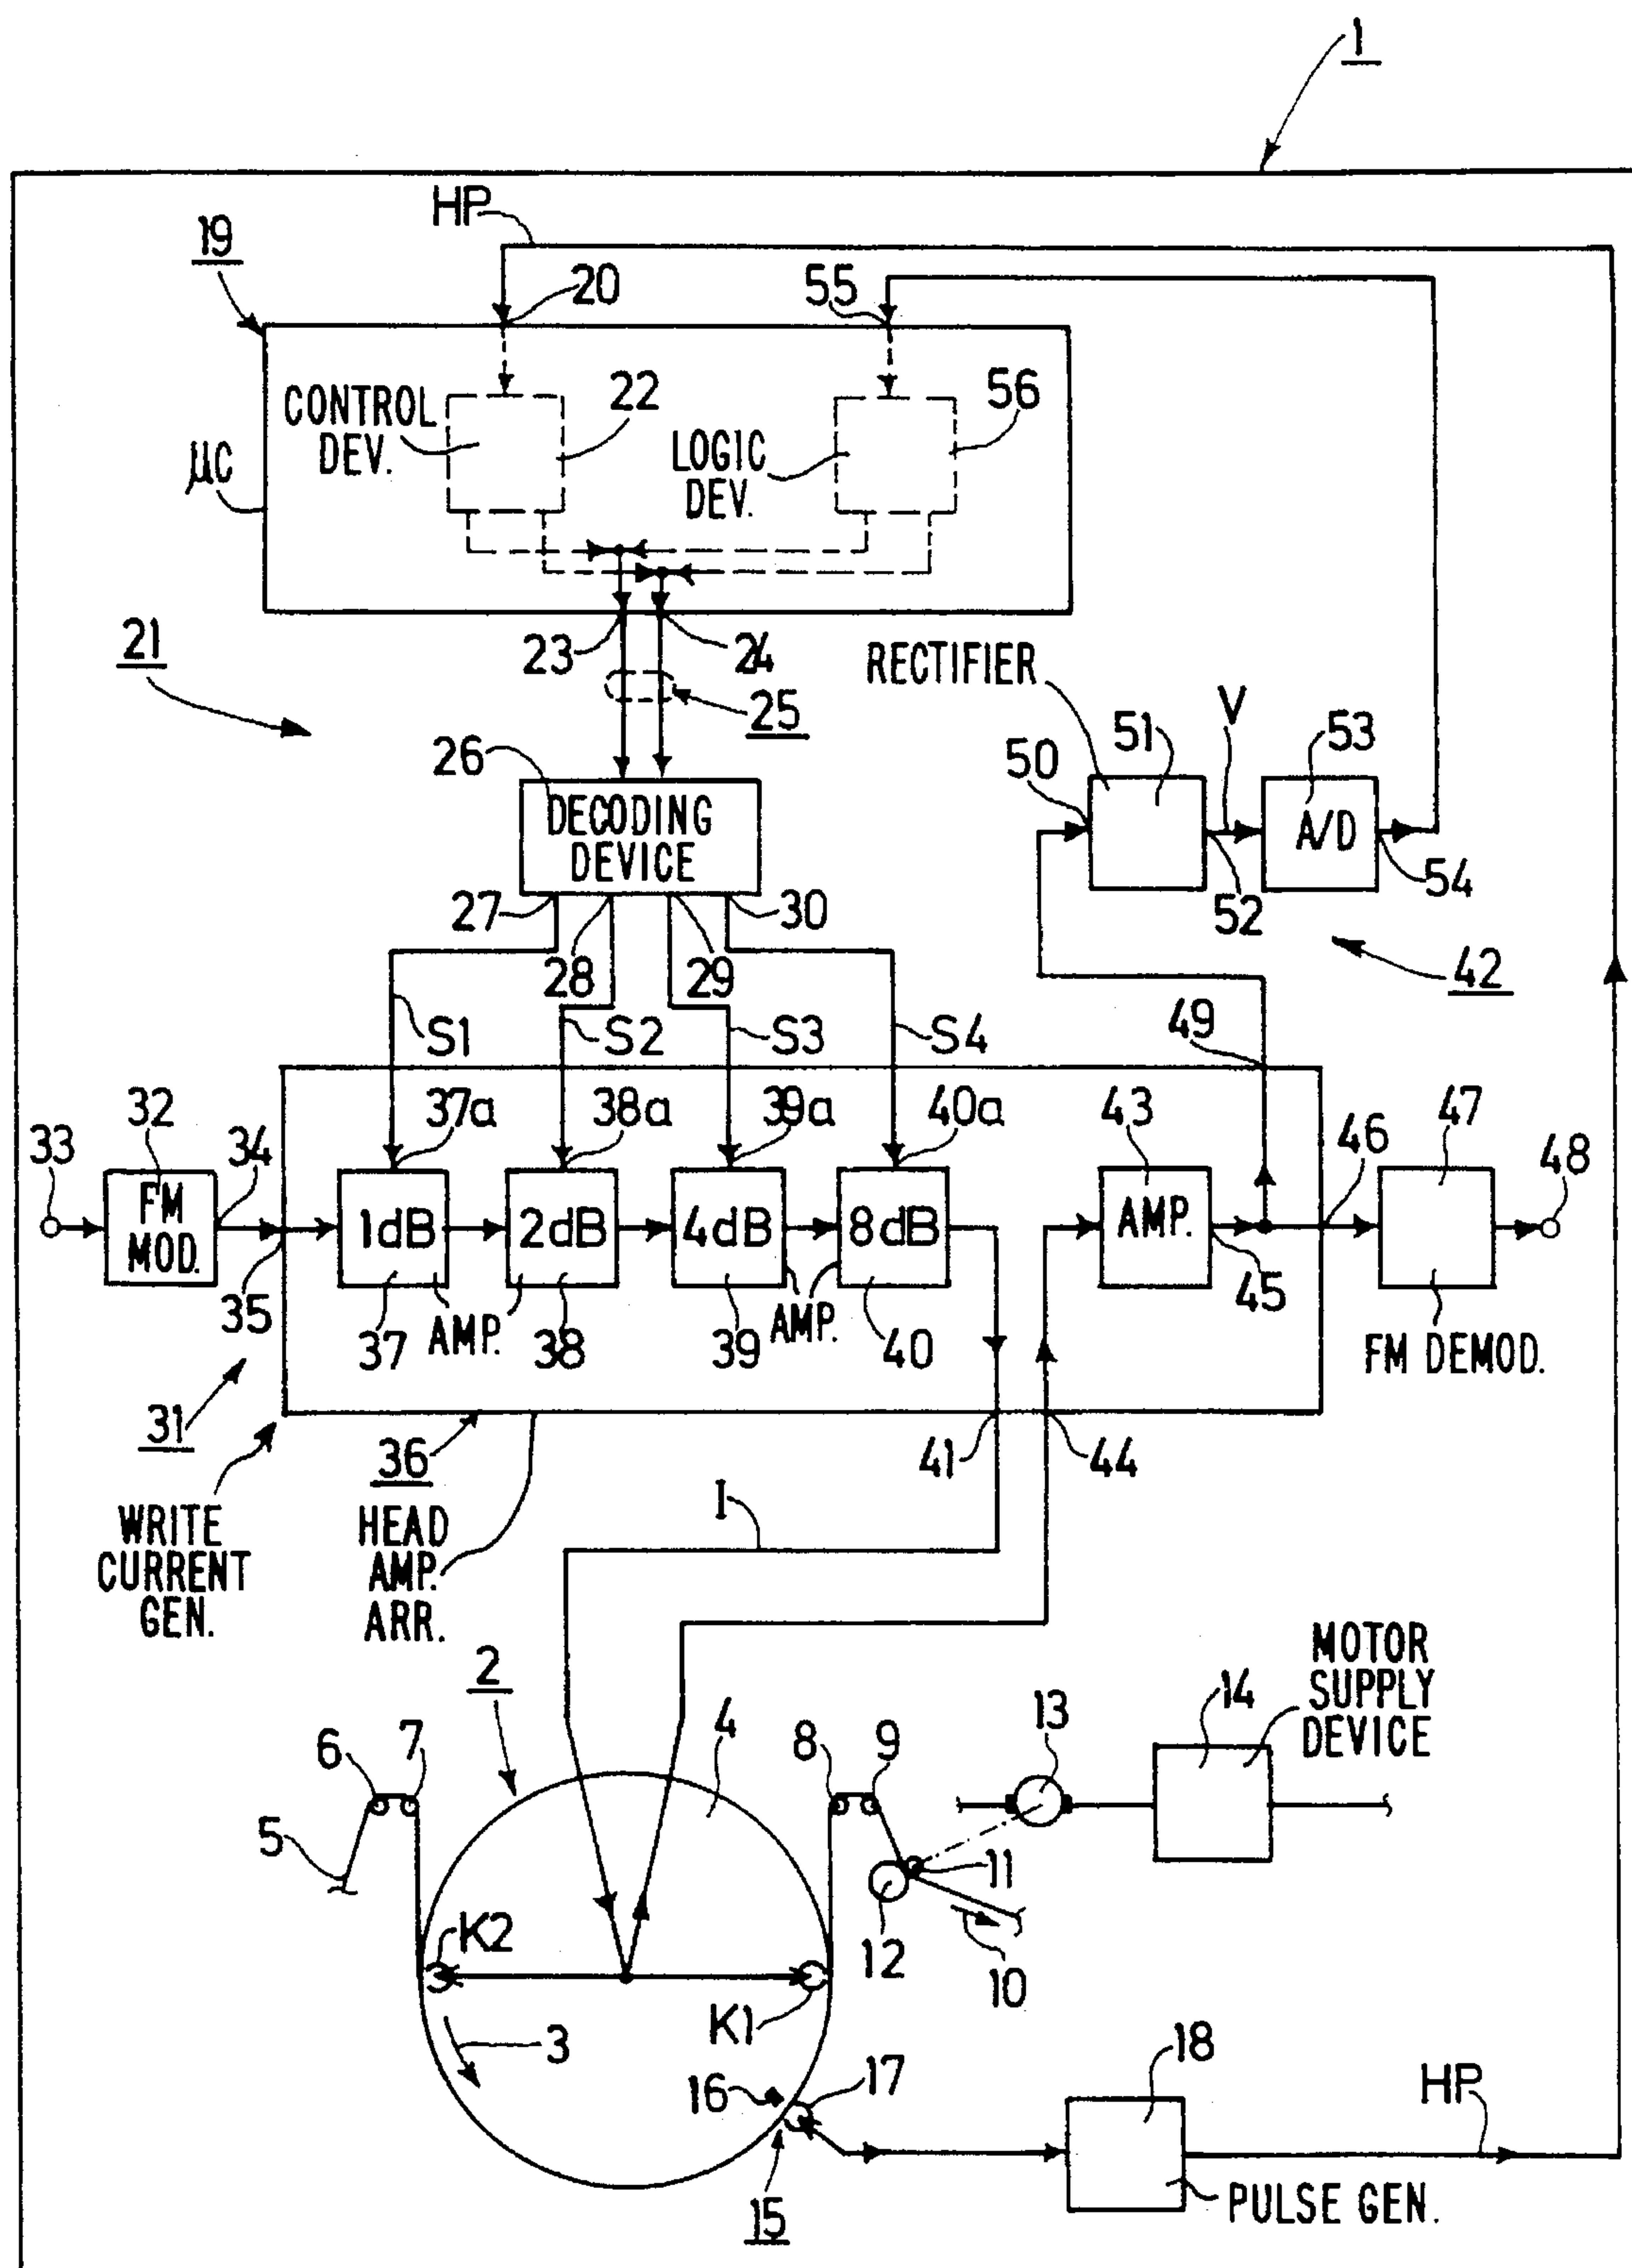 1
HP
19
20
55
CONTROL
DEV.
22
LOGIC
DEV.
56
µC
23
24
21
25
RECTIFIER
26
DECODING
DEVICE
50
51
V
53
A/D
52
54
27
28
29
30
42
S1
S2
S3
S4
49
33
32
FM
MOD.
34
35
37a
38a
39a
40a
43
46
47
48
1dB
2dB
4dB
8dB
AMP.
45
37
AMP.
38
39
AMP.
40
FM DEMOD.
31
36
41
44
WRITE
CURRENT
GEN.
HEAD
AMP.
ARR.
I
2
4
6
7
8
9
13
14
MOTOR
SUPPLY
DEVICE
5
11
12
10
K2
K1
3
16
17
18
HP
15
PULSE GEN.